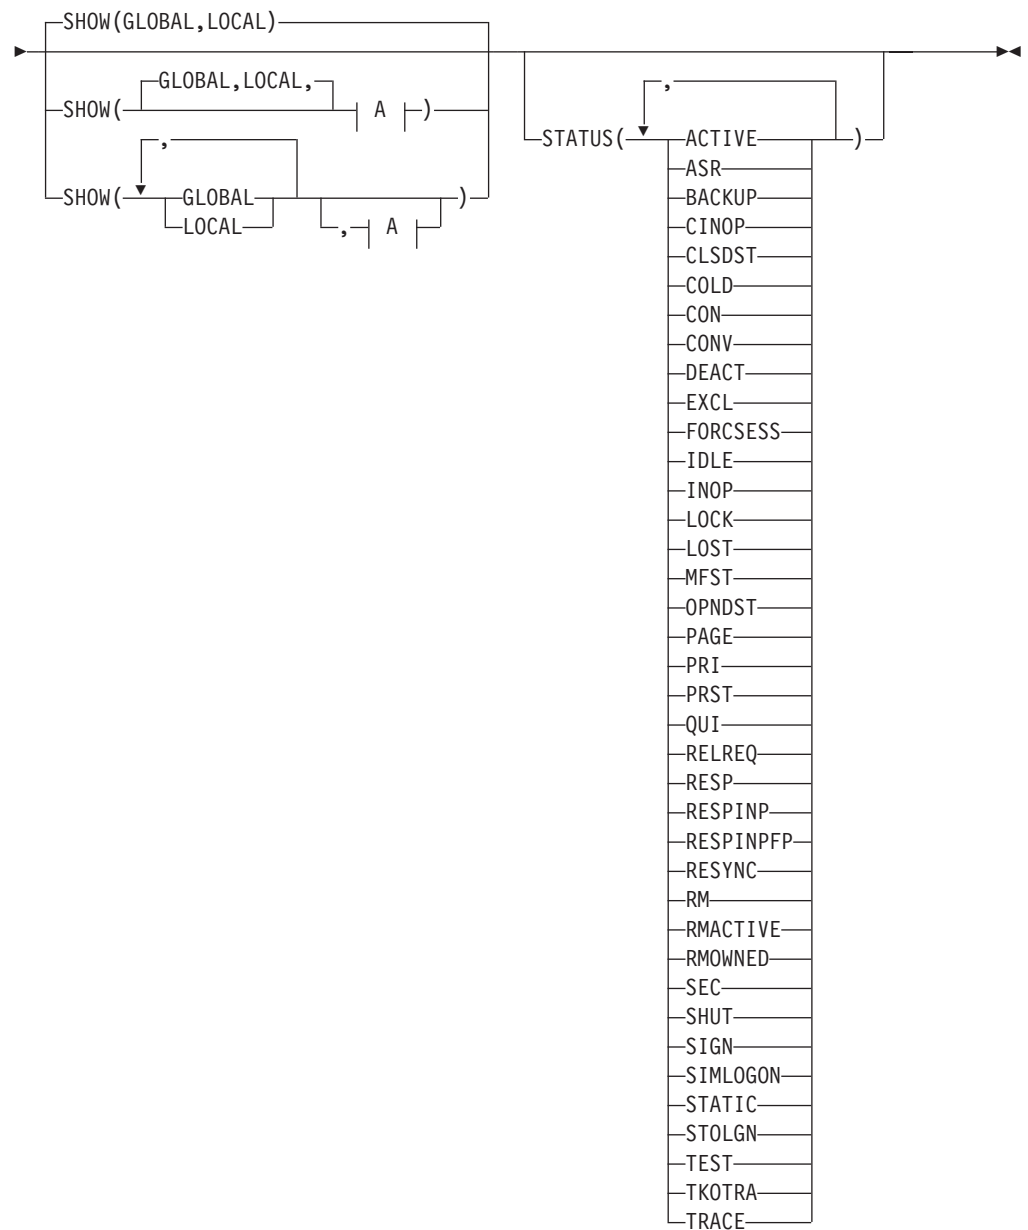 SHOW(GLOBAL,LOCAL)
GLOBAL,LOCAL,
SHOW( A )
,
SHOW( GLOBAL )
LOCAL
, A
,
STATUS( ACTIVE )
ASR
BACKUP
CINOP
CLSDST
COLD
CON
CONV
DEACT
EXCL
FORCSESS
IDLE
INOP
LOCK
LOST
MFST
OPNDST
PAGE
PRI
PRST
QUI
RELREQ
RESP
RESPINP
RESPINPFP
RESYNC
RM
RMACTIVE
RMOWNED
SEC
SHUT
SIGN
SIMLOGON
STATIC
STOLGN
TEST
TKOTRA
TRACE